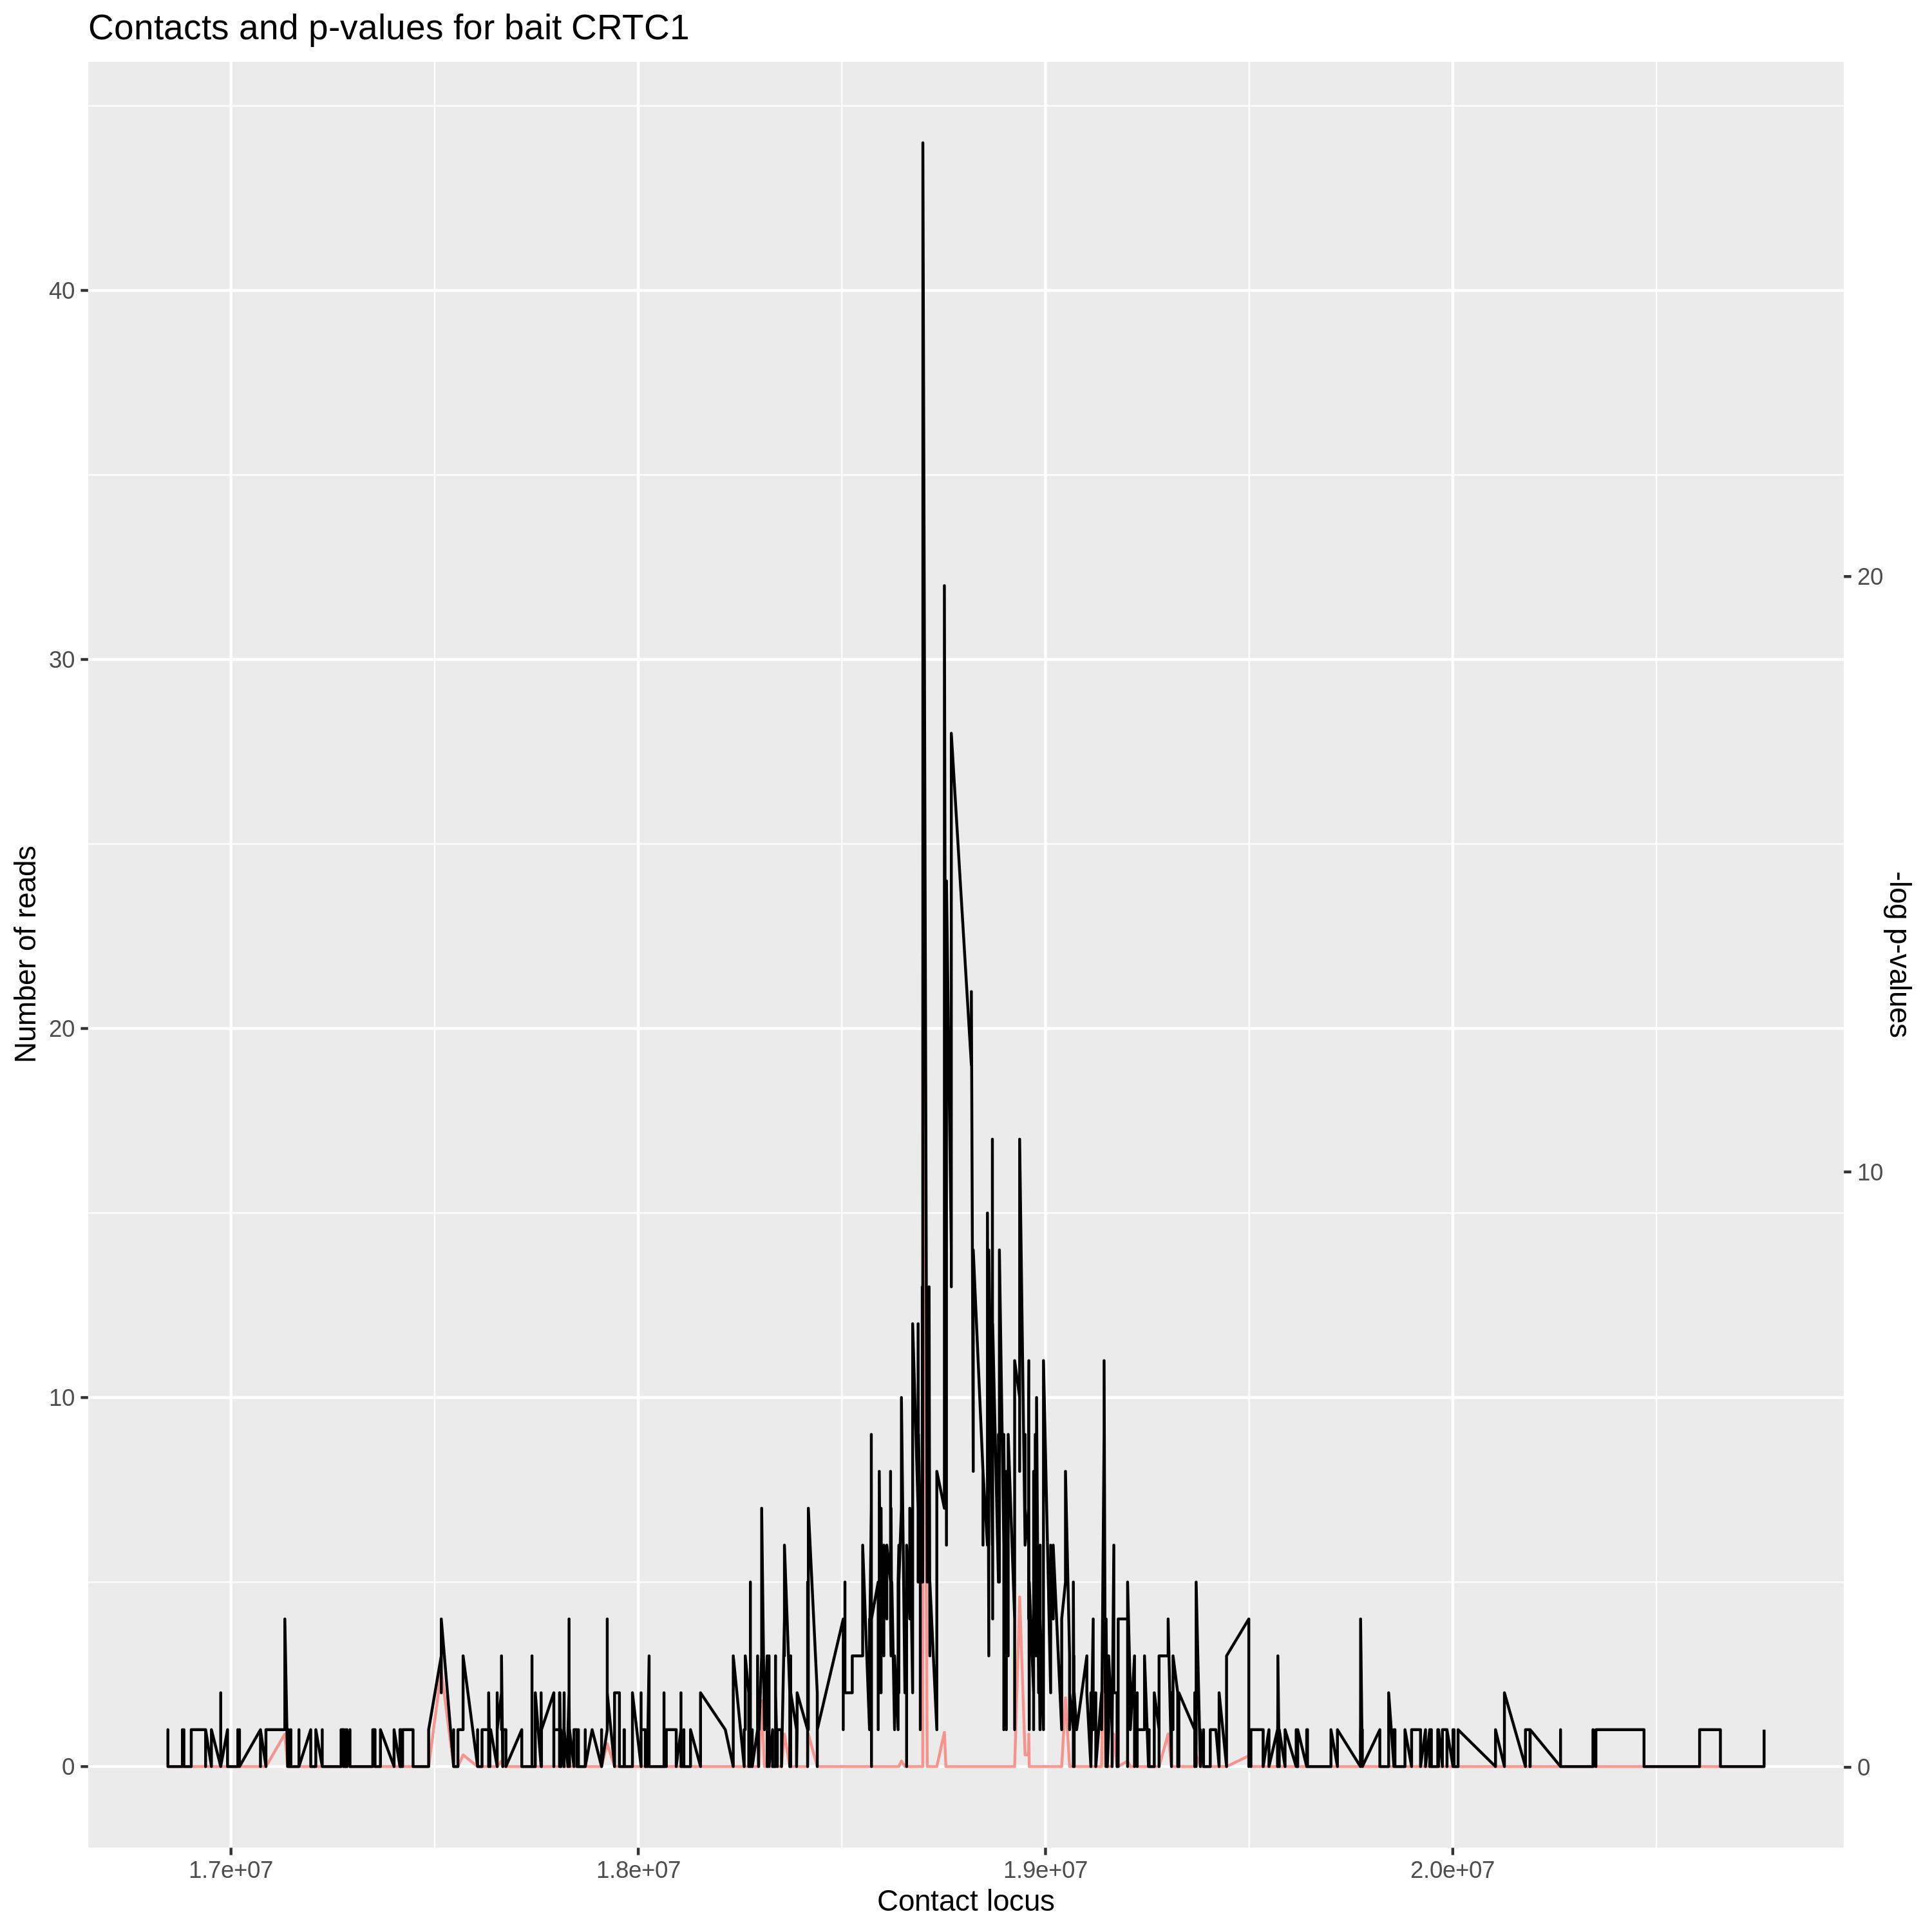 Contacts and p-values for bait CRTC1
40
30
20
10
0
Number of reads
20
10
0
-log p-values
1.7e+07 1.8e+07 1.9e+07 2.0e+07
Contact locus